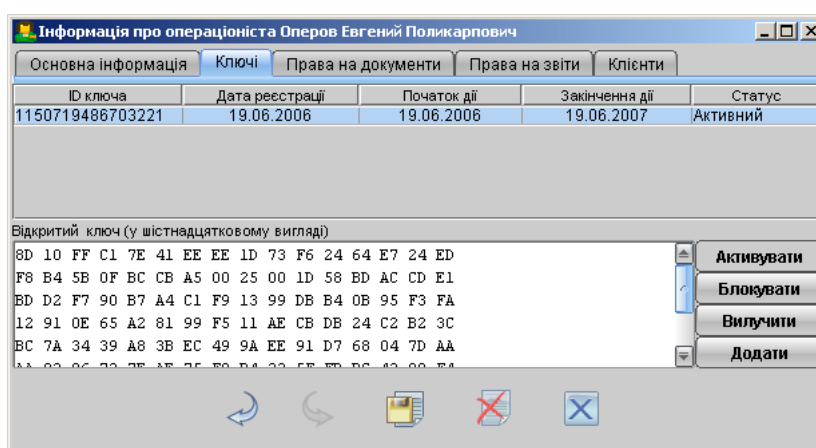 Інформація про операціоніста Оперов Евгений Поликарпович
Основна інформація Ключі Права на документи Права на звіти Клієнти
ID ключа Дата реєстрації Початок дії Закінчення дії Статус
1150719486703221 19.06.2006 19.06.2006 19.06.2007 Активний
Відкритий ключ (у шістнадцятковому вигляді)
8D 10 FF C1 7E 41 EE EE 1D 73 F6 24 64 E7 24 ED
F8 B4 5B 0F BC CB A5 00 25 00 1D 58 BD AC CD E1
BD D2 F7 90 B7 A4 C1 F9 13 99 DB B4 0B 95 F3 FA
12 91 0E 65 A2 81 99 F5 11 AE CB DB 24 C2 B2 3C
BC 7A 34 39 A8 3B EC 49 9A EE 91 D7 68 04 7D AA
Активувати
Блокувати
Вилучити
Додати